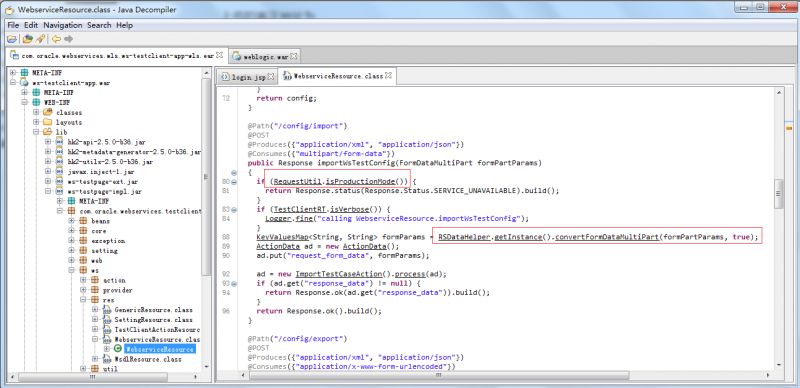 WebserviceResource.class - Java Decompiler
File Edit Navigation Search Help
com.oracle.webservices.wls.ws-testclient-app-wls.war
weblogic.war
META-INF
ws-testclient-app.war
META-INF
WEB-INF
classes
layouts
lib
hk2-api-2.5.0-b36.jar
hk2-metadata-generator-2.5.0-b36.jar
hk2-utils-2.5.0-b36.jar
javax.inject-1.jar
ws-testpage-ext.jar
ws-testpage-impl.jar
META-INF
com.oracle.webservices.testclient
beans
core
exception
setting
web
ws
action
provider
res
GenericResource.class
SettingResource.class
TestClientActionResour
WebserviceResource.clas
WebserviceResource
WsdlResource.class
util
login.jsp
WebserviceResource.class
}
72 return config;
}
@Path("/config/import")
@POST
@Produces({"application/xml", "application/json"})
@Consumes({"multipart/form-data"})
public Response importWsTestConfig(FormDataMultiPart formPartParams)
{
80 if (RequestUtil.isProductionMode()) {
81 return Response.status(Response.Status.SERVICE_UNAVAILABLE).build();
}
83 if (TestClientRT.isVerbose()) {
84 Logger.fine("calling WebserviceResource.importWsTestConfig");
}
88 KeyValuesMap<String, String> formParams = RSDataHelper.getInstance().convertFormDataMultiPart(formPartParams, true);
89 ActionData ad = new ActionData();
90 ad.put("request_form_data", formParams);
92 ad = new ImportTestCaseAction().process(ad);
93 if (ad.get("response_data") != null) {
94 return Response.ok(ad.get("response_data")).build();
}
96 return Response.ok().build();
}
@Path("/config/export")
@POST
@Produces({"application/xml", "application/json"})
@Consumes({"application/x-www-form-urlencoded"})